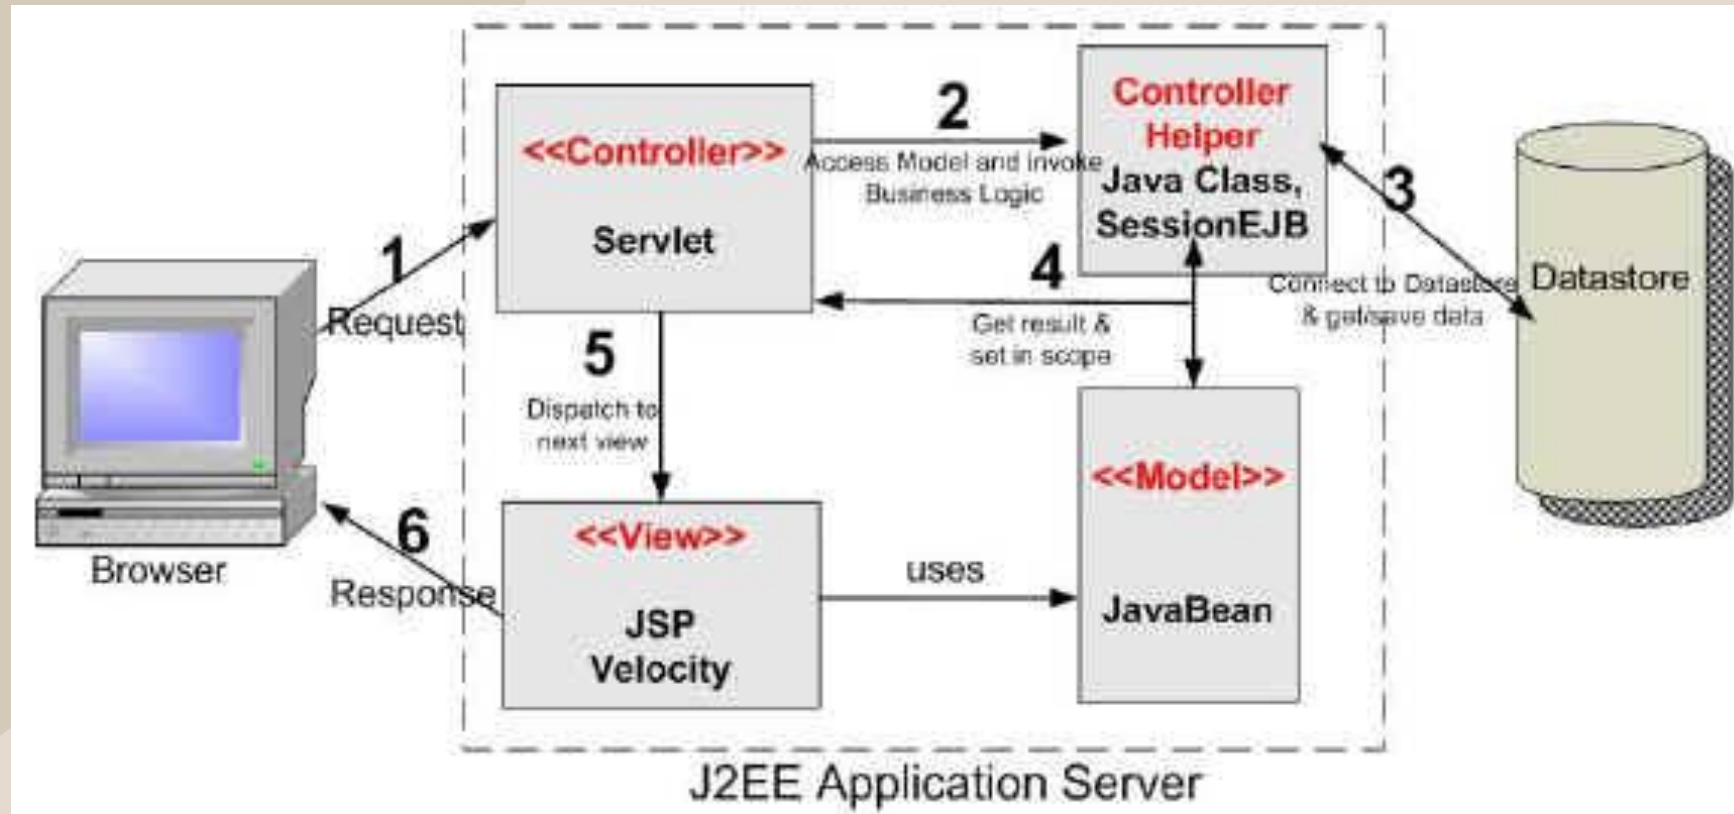 1
Request
<<Controller>>
Servlet
2
Access Model and invoke
Business Logic
Controller
Helper
Java Class,
SessionEJB
3
Connect to Datastore
& get/save data
Datastore
4
Get result &
set in scope
5
Dispatch to
next view
<<Model>>
JavaBean
<<View>>
JSP
Velocity
uses
6
Response
Browser
J2EE Application Server